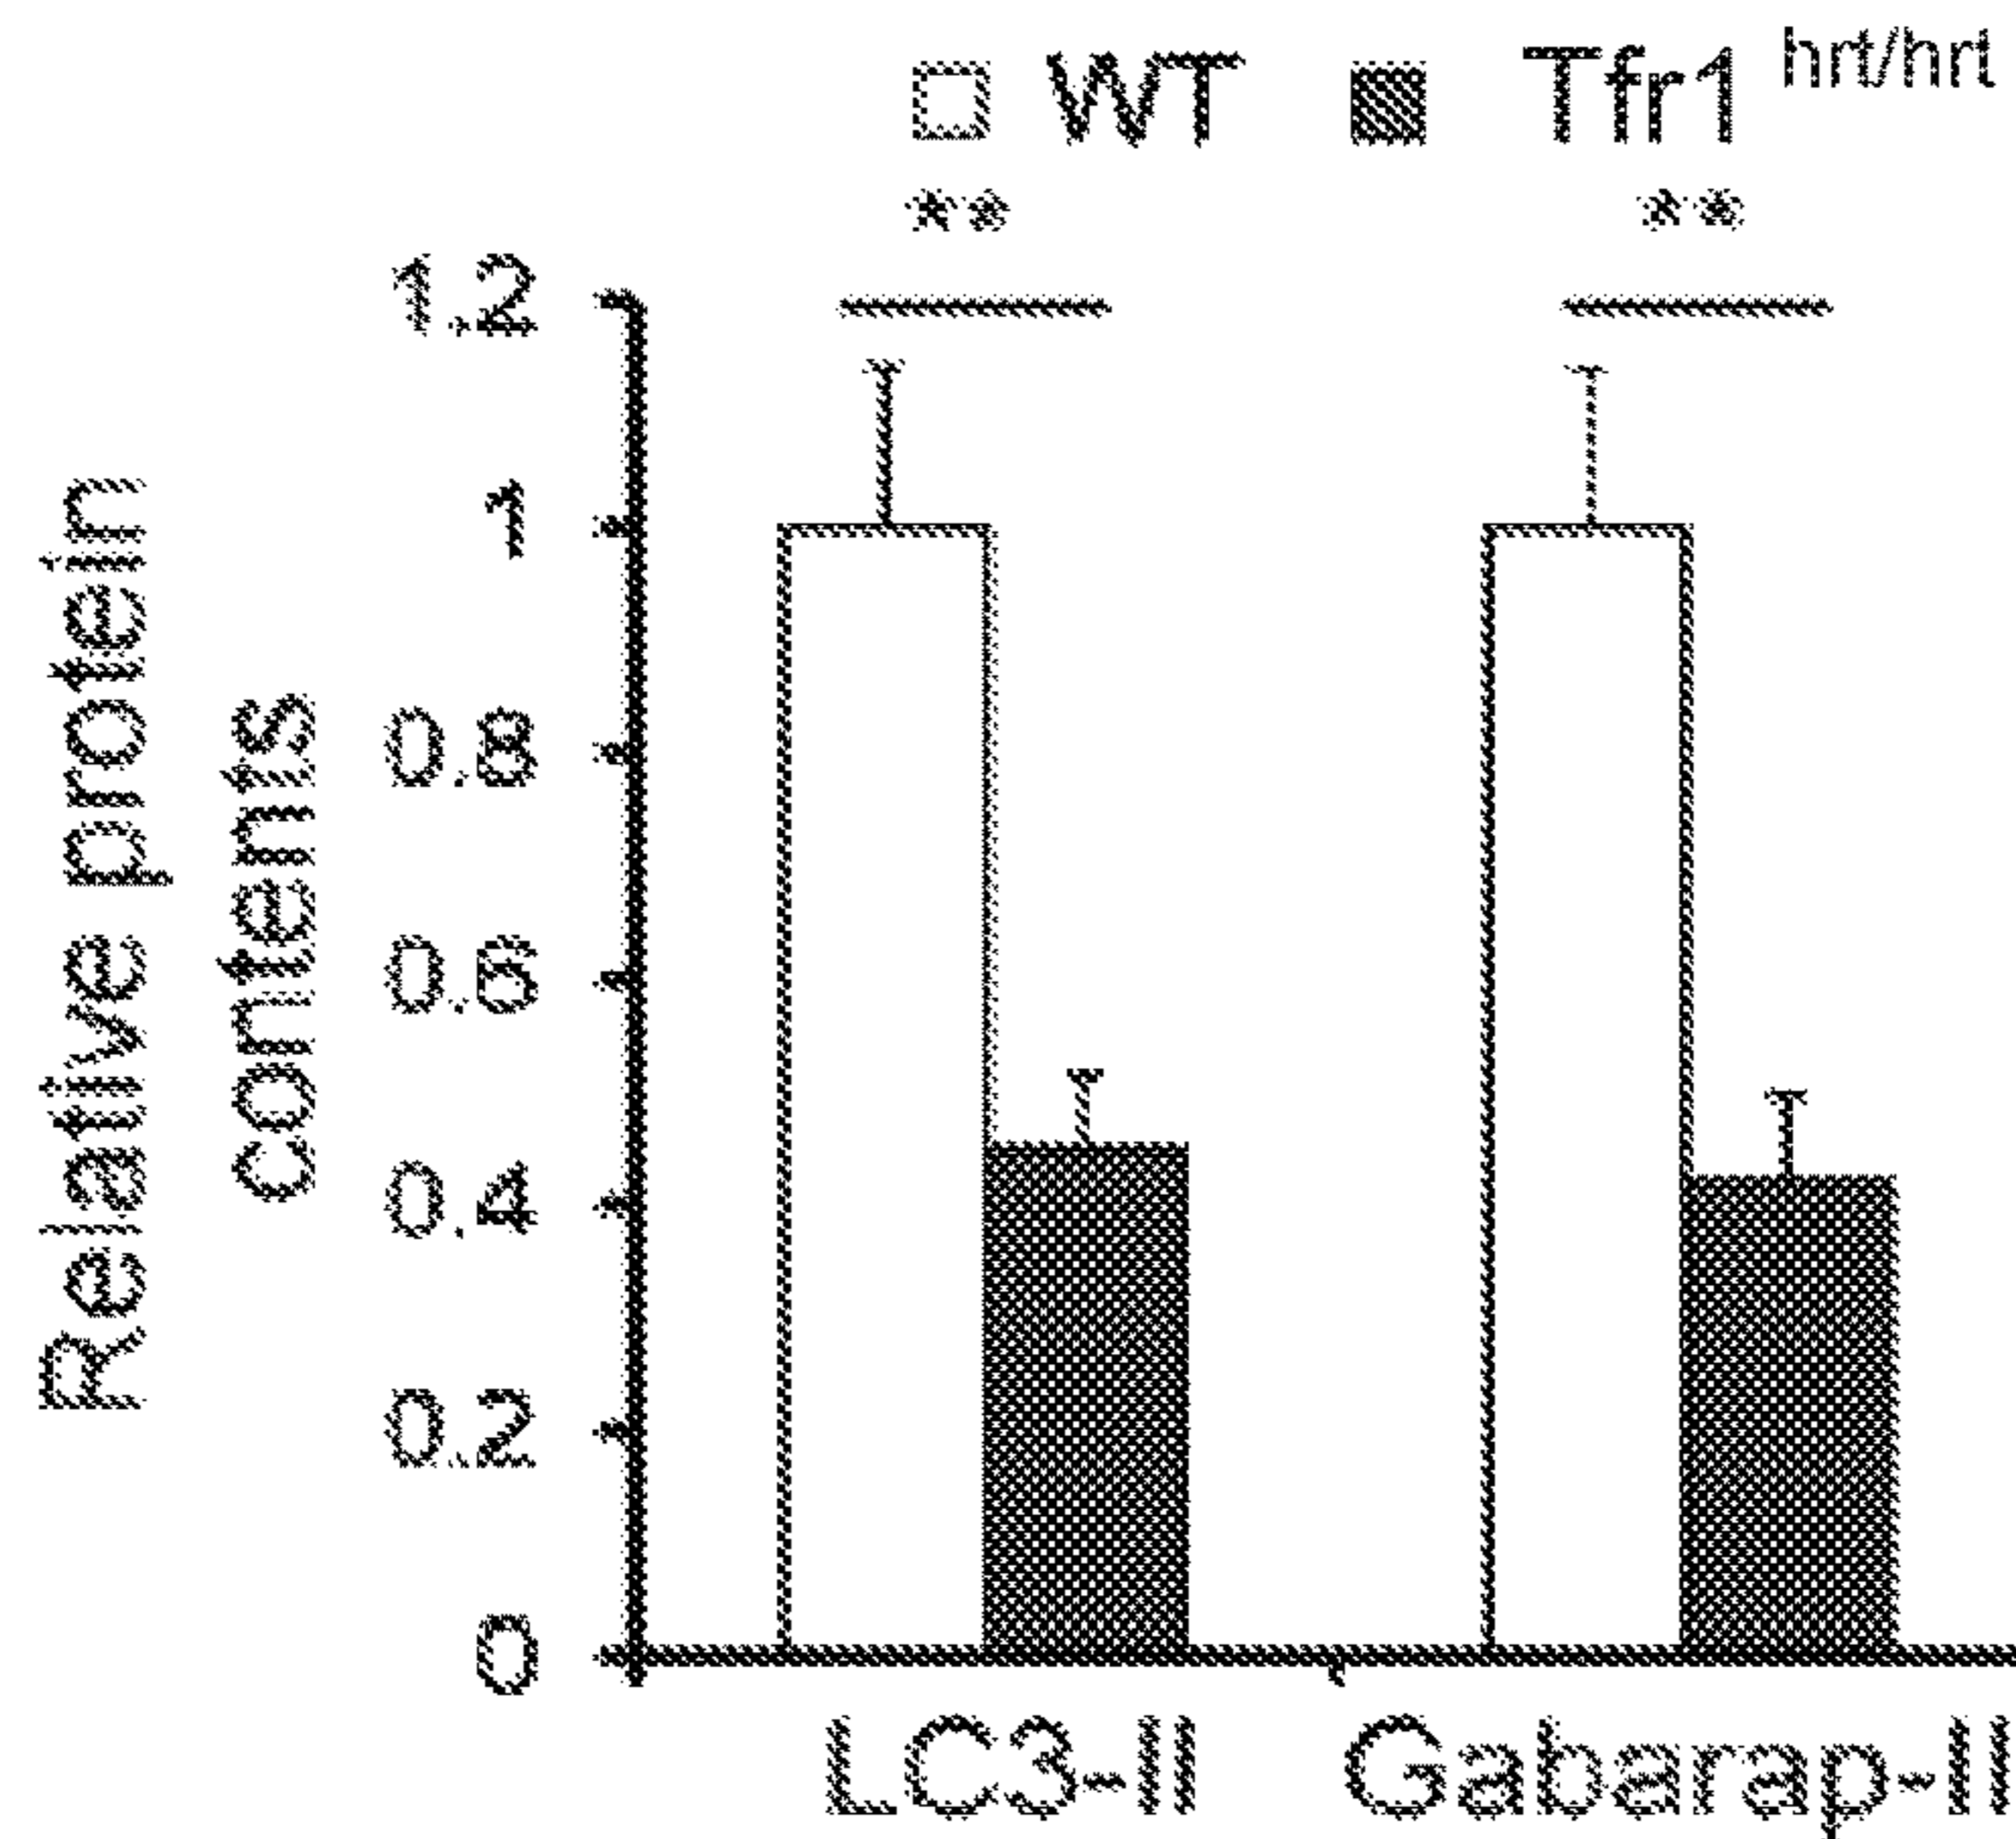 WT Tfr1 hrt/hrt
** **
1.2
1
0.8
0.6
0.4
0.2
0
Relative protein
contents
LC3-II Gabarap-II